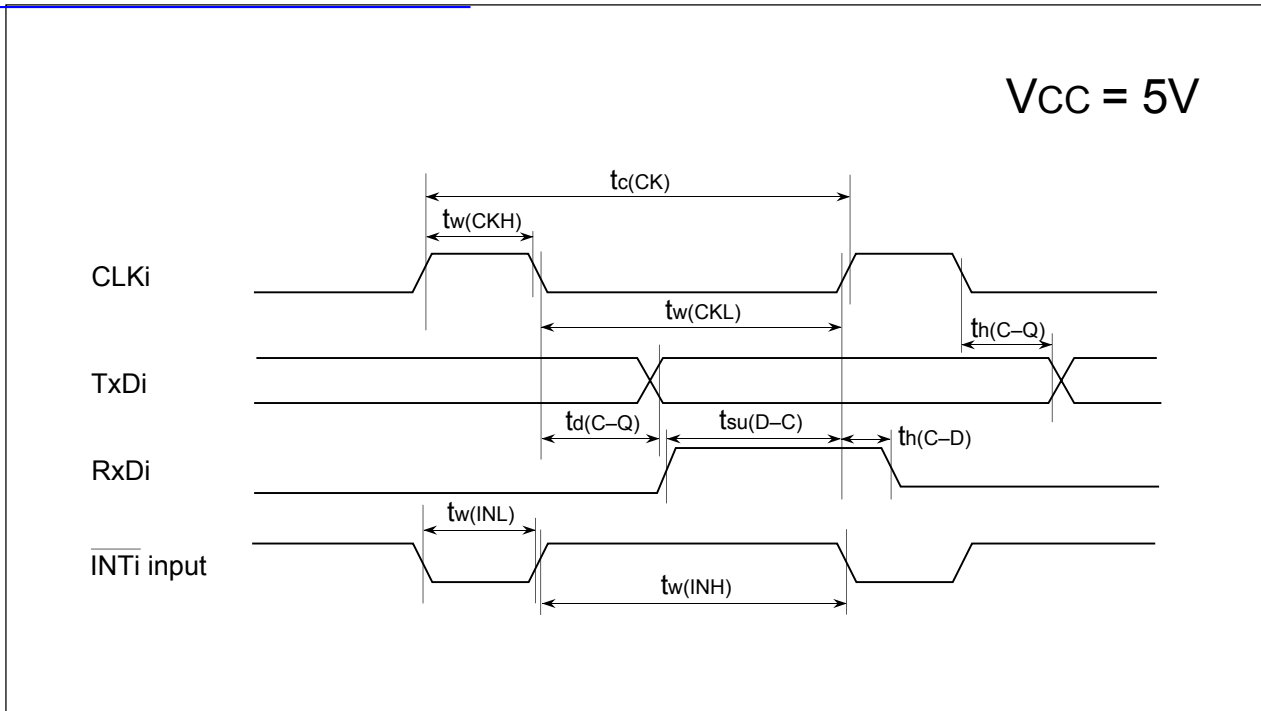 VCC = 5V
tc(CK)
tw(CKH)
CLKi
tw(CKL)
th(C–Q)
TxDi
td(C–Q)
tsu(D–C)
th(C–D)
RxDi
tw(INL)
INTi input
tw(INH)